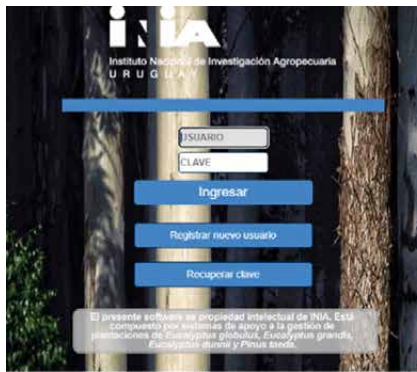 INIA
Instituto Nacional de Investigación Agropecuaria
URUGUAY
USUARIO
CLAVE
Ingresar
Registrar nuevo usuario
Recuperar clave
El presente software es propiedad intelectual de INIA. Está
compuesto por sistemas de apoyo a la gestión de
plantaciones de Eucalyptus globulus, Eucalyptus grandis,
Eucalyptus dunnii y Pinus taeda.